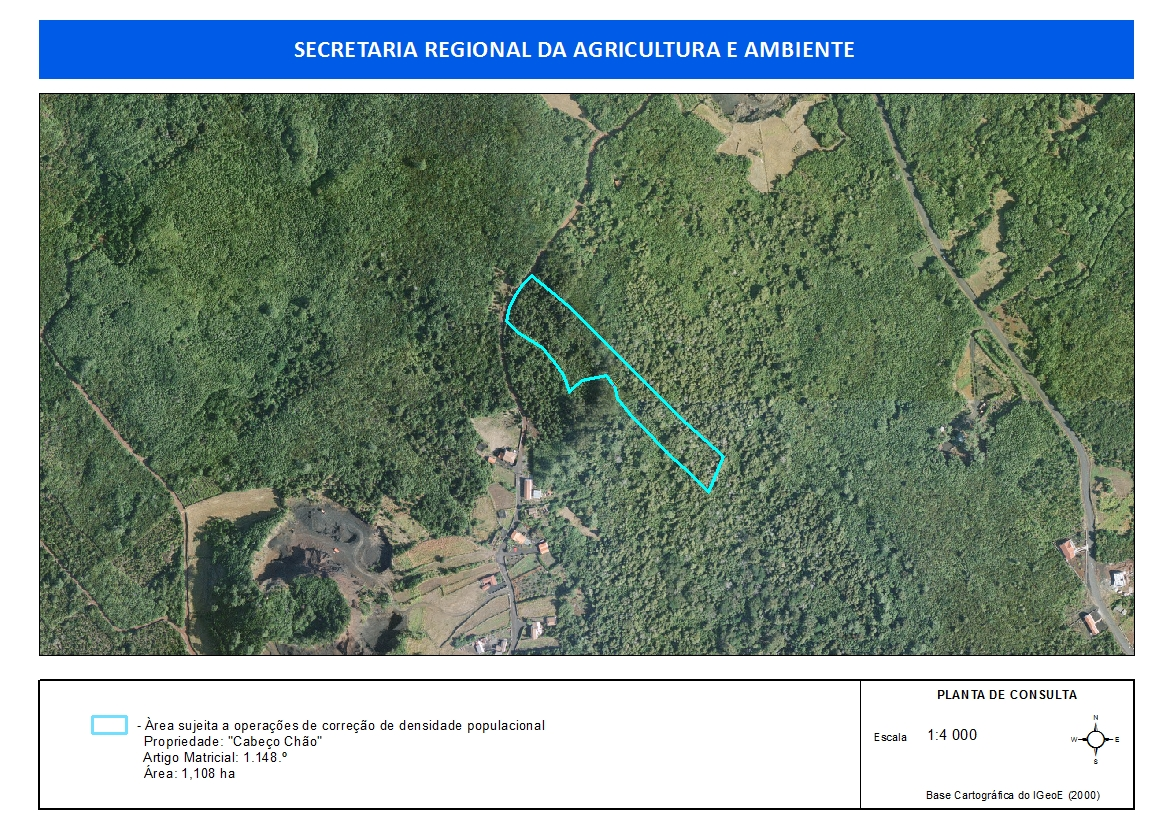 SECRETARIA REGIONAL DA AGRICULTURA E AMBIENTE
- Àrea sujeita a operações de correção de densidade populacional
Propriedade: "Cabeço Chão"
Artigo Matricial: 1.148.º
Área: 1,108 ha
PLANTA DE CONSULTA
Escala 1:4 000
N
W E
S
Base Cartográfica do IGeoE (2000)